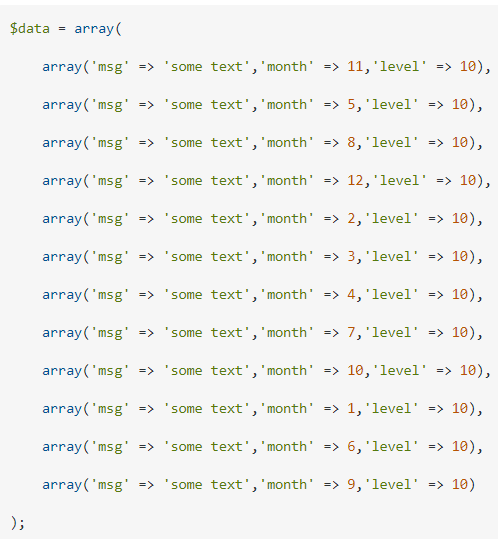 $data = array(
array('msg' => 'some text','month' => 11,'level' => 10),
array('msg' => 'some text','month' => 5,'level' => 10),
array('msg' => 'some text','month' => 8,'level' => 10),
array('msg' => 'some text','month' => 12,'level' => 10),
array('msg' => 'some text','month' => 2,'level' => 10),
array('msg' => 'some text','month' => 3,'level' => 10),
array('msg' => 'some text','month' => 4,'level' => 10),
array('msg' => 'some text','month' => 7,'level' => 10),
array('msg' => 'some text','month' => 10,'level' => 10),
array('msg' => 'some text','month' => 1,'level' => 10),
array('msg' => 'some text','month' => 6,'level' => 10),
array('msg' => 'some text','month' => 9,'level' => 10)
);